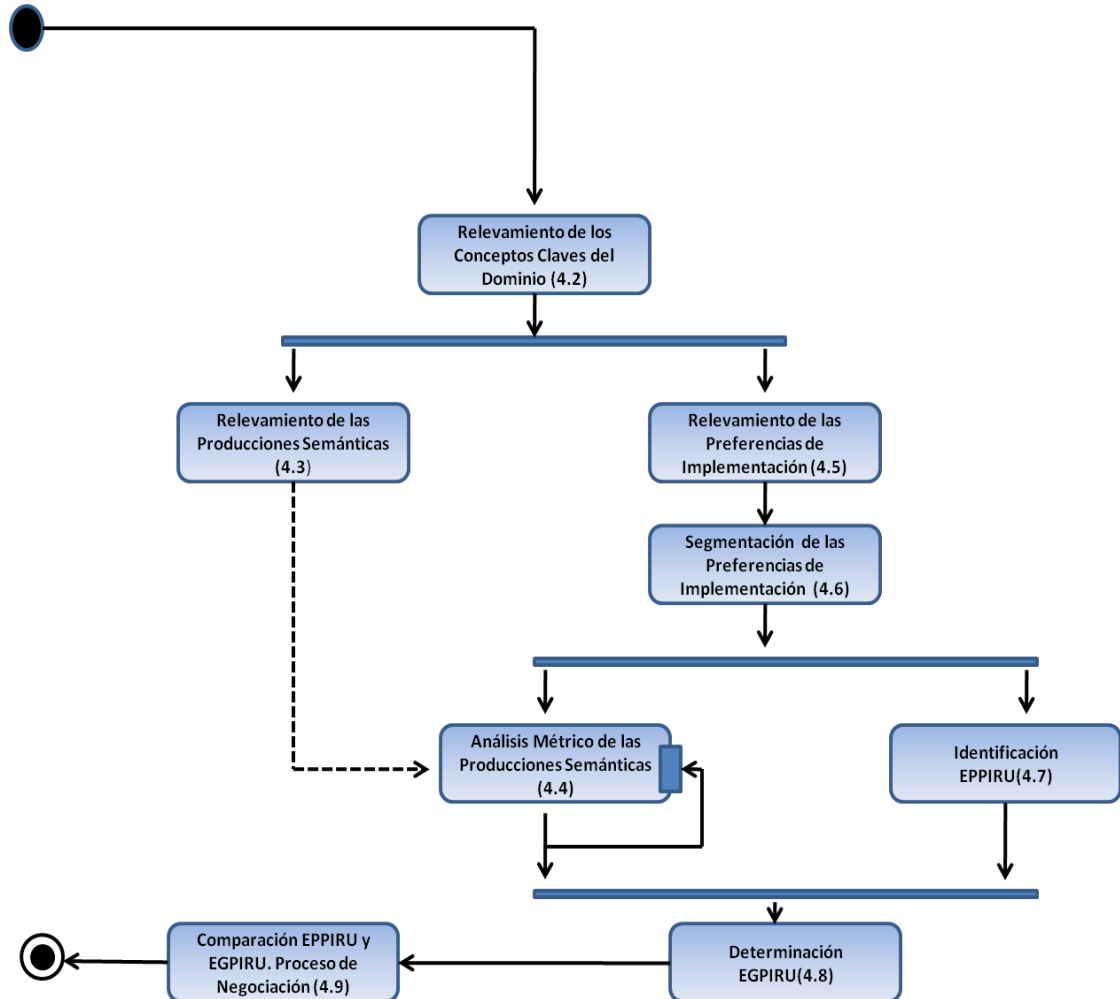 Relevamiento de los
Conceptos Claves del
Dominio (4.2)
Relevamiento de las
Producciones Semánticas
(4.3)
Relevamiento de las
Preferencias de
Implementación (4.5)
Segmentación de las
Preferencias de
Implementación (4.6)
Análisis Métrico de las
Producciones Semánticas
(4.4)
Identificación
EPPIRU(4.7)
Comparación EPPIRU y
EGPIRU. Proceso de
Negociación (4.9)
Determinación
EGPIRU(4.8)